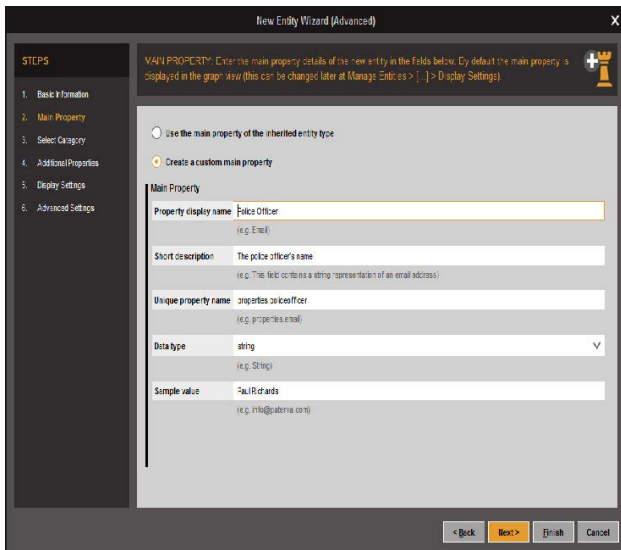 New Entity Wizard (Advanced)
X
STEPS
1. Basic Information
2. Main Property
3. Select Category
4. Additional Properties
5. Display Settings
6. Advanced Settings
MAIN PROPERTY: Enter the main property details of the new entity in the fields below. By default the main property is
displayed in the graph view (this can be changed later at Manage Entities > [...] > Display Settings).
Use the main property of the inherited entity type
Create a custom main property
Main Property
Property display name Police Officer
(e.g. Email)
Short description The police officer's name
(e.g. This field contains a string representation of an email address)
Unique property name properties.policeofficer
(e.g. properties.email)
Data type string
(e.g. String)
Sample value Paul Richards
(e.g. info@paterva.com)
< Back Next > Finish Cancel